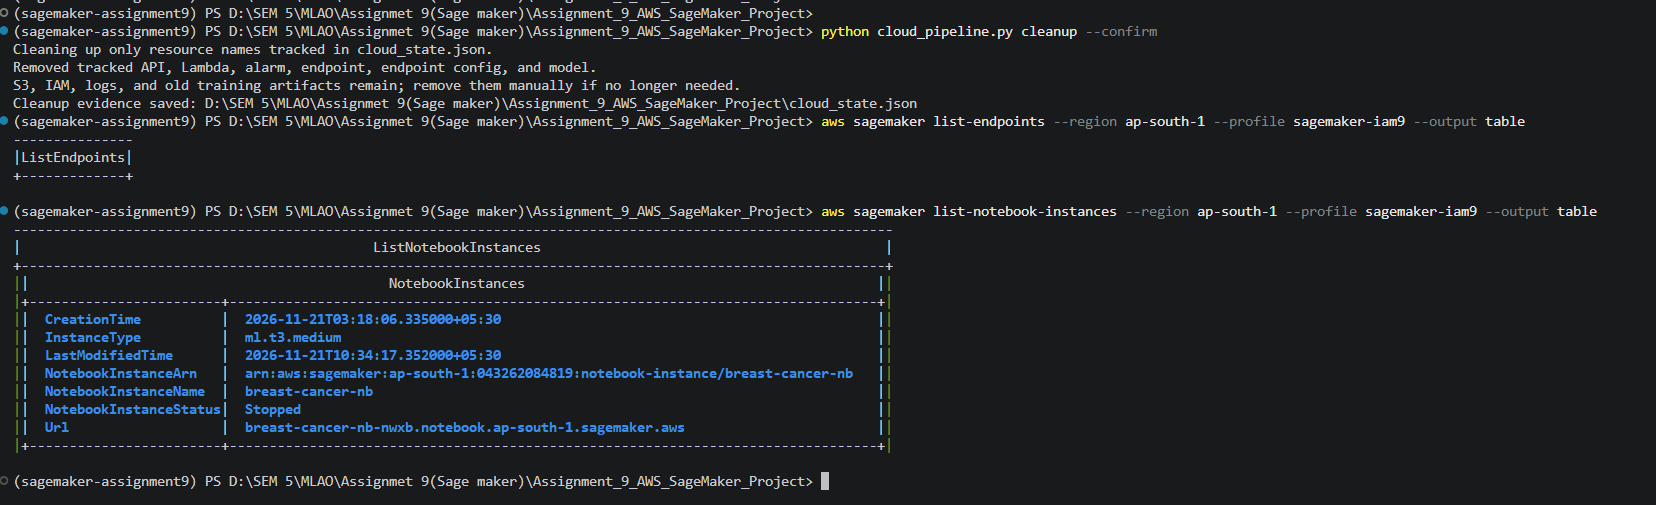 (sagemaker-assignment9) PS D:\SEM 5\MLAO\Assignmet 9(Sage maker)\Assignment_9_AWS_SageMaker_Project>
(sagemaker-assignment9) PS D:\SEM 5\MLAO\Assignmet 9(Sage maker)\Assignment_9_AWS_SageMaker_Project> python cloud_pipeline.py cleanup --confirm
Cleaning up only resource names tracked in cloud_state.json.
Removed tracked API, Lambda, alarm, endpoint, endpoint config, and model.
S3, IAM, logs, and old training artifacts remain; remove them manually if no longer needed.
Cleanup evidence saved: D:\SEM 5\MLAO\Assignmet 9(Sage maker)\Assignment_9_AWS_SageMaker_Project\cloud_state.json
(sagemaker-assignment9) PS D:\SEM 5\MLAO\Assignmet 9(Sage maker)\Assignment_9_AWS_SageMaker_Project> aws sagemaker list-endpoints --region ap-south-1 --profile sagemaker-iam9 --output table
---------------
|ListEndpoints|
+-------------+
(sagemaker-assignment9) PS D:\SEM 5\MLAO\Assignmet 9(Sage maker)\Assignment_9_AWS_SageMaker_Project> aws sagemaker list-notebook-instances --region ap-south-1 --profile sagemaker-iam9 --output table
| ListNotebookInstances |
|| NotebookInstances ||
|| CreationTime | 2026-11-21T03:18:06.335000+05:30 ||
|| InstanceType | ml.t3.medium ||
|| LastModifiedTime | 2026-11-21T10:34:17.352000+05:30 ||
|| NotebookInstanceArn | arn:aws:sagemaker:ap-south-1:043262084819:notebook-instance/breast-cancer-nb ||
|| NotebookInstanceName | breast-cancer-nb ||
|| NotebookInstanceStatus| Stopped ||
|| Url | breast-cancer-nb-nwxb.notebook.ap-south-1.sagemaker.aws ||
(sagemaker-assignment9) PS D:\SEM 5\MLAO\Assignmet 9(Sage maker)\Assignment_9_AWS_SageMaker_Project>